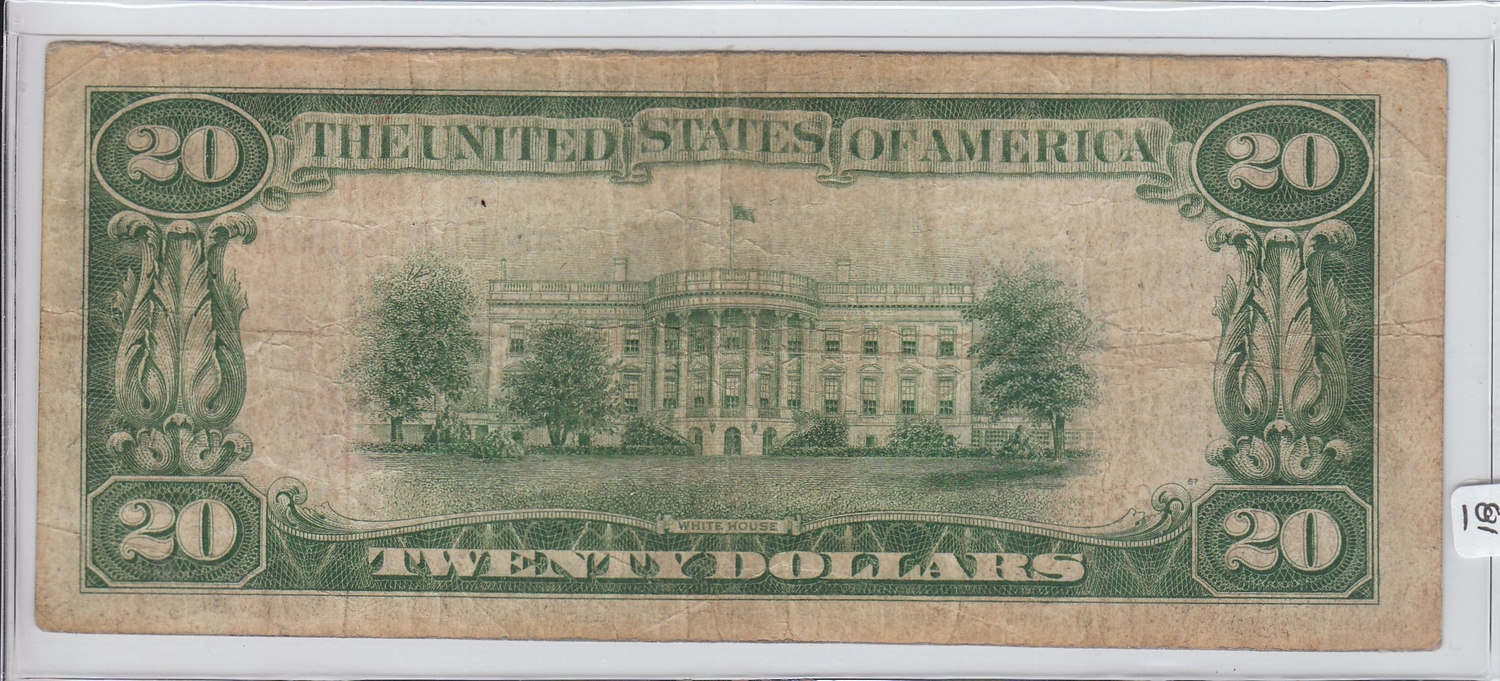 20 THE UNITED STATES OF AMERICA 20
WHITE HOUSE
20 TWENTY DOLLARS 20